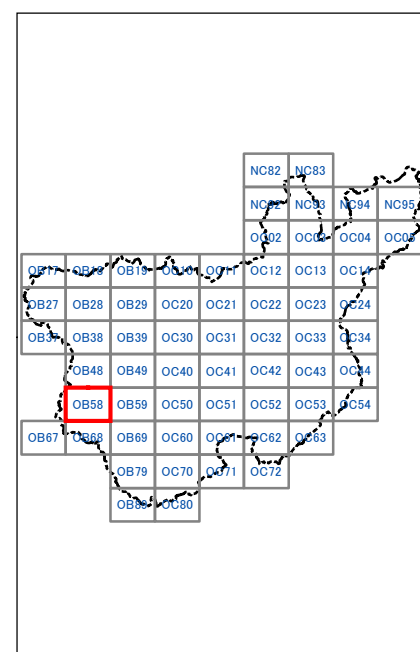 NC82 NC83
NC92 NC93 NC94 NC95
OC02 OC03 OC04 OC05
OB17 OB18 OB19 OC10 OC11 OC12 OC13 OC14
OB27 OB28 OB29 OC20 OC21 OC22 OC23 OC24
OB37 OB38 OB39 OC30 OC31 OC32 OC33 OC34
OB48 OB49 OC40 OC41 OC42 OC43 OC44
OB58 OB59 OC50 OC51 OC52 OC53 OC54
OB67 OB68 OB69 OC60 OC61 OC62 OC63
OB79 OC70 OC71 OC72
OB89 OC80